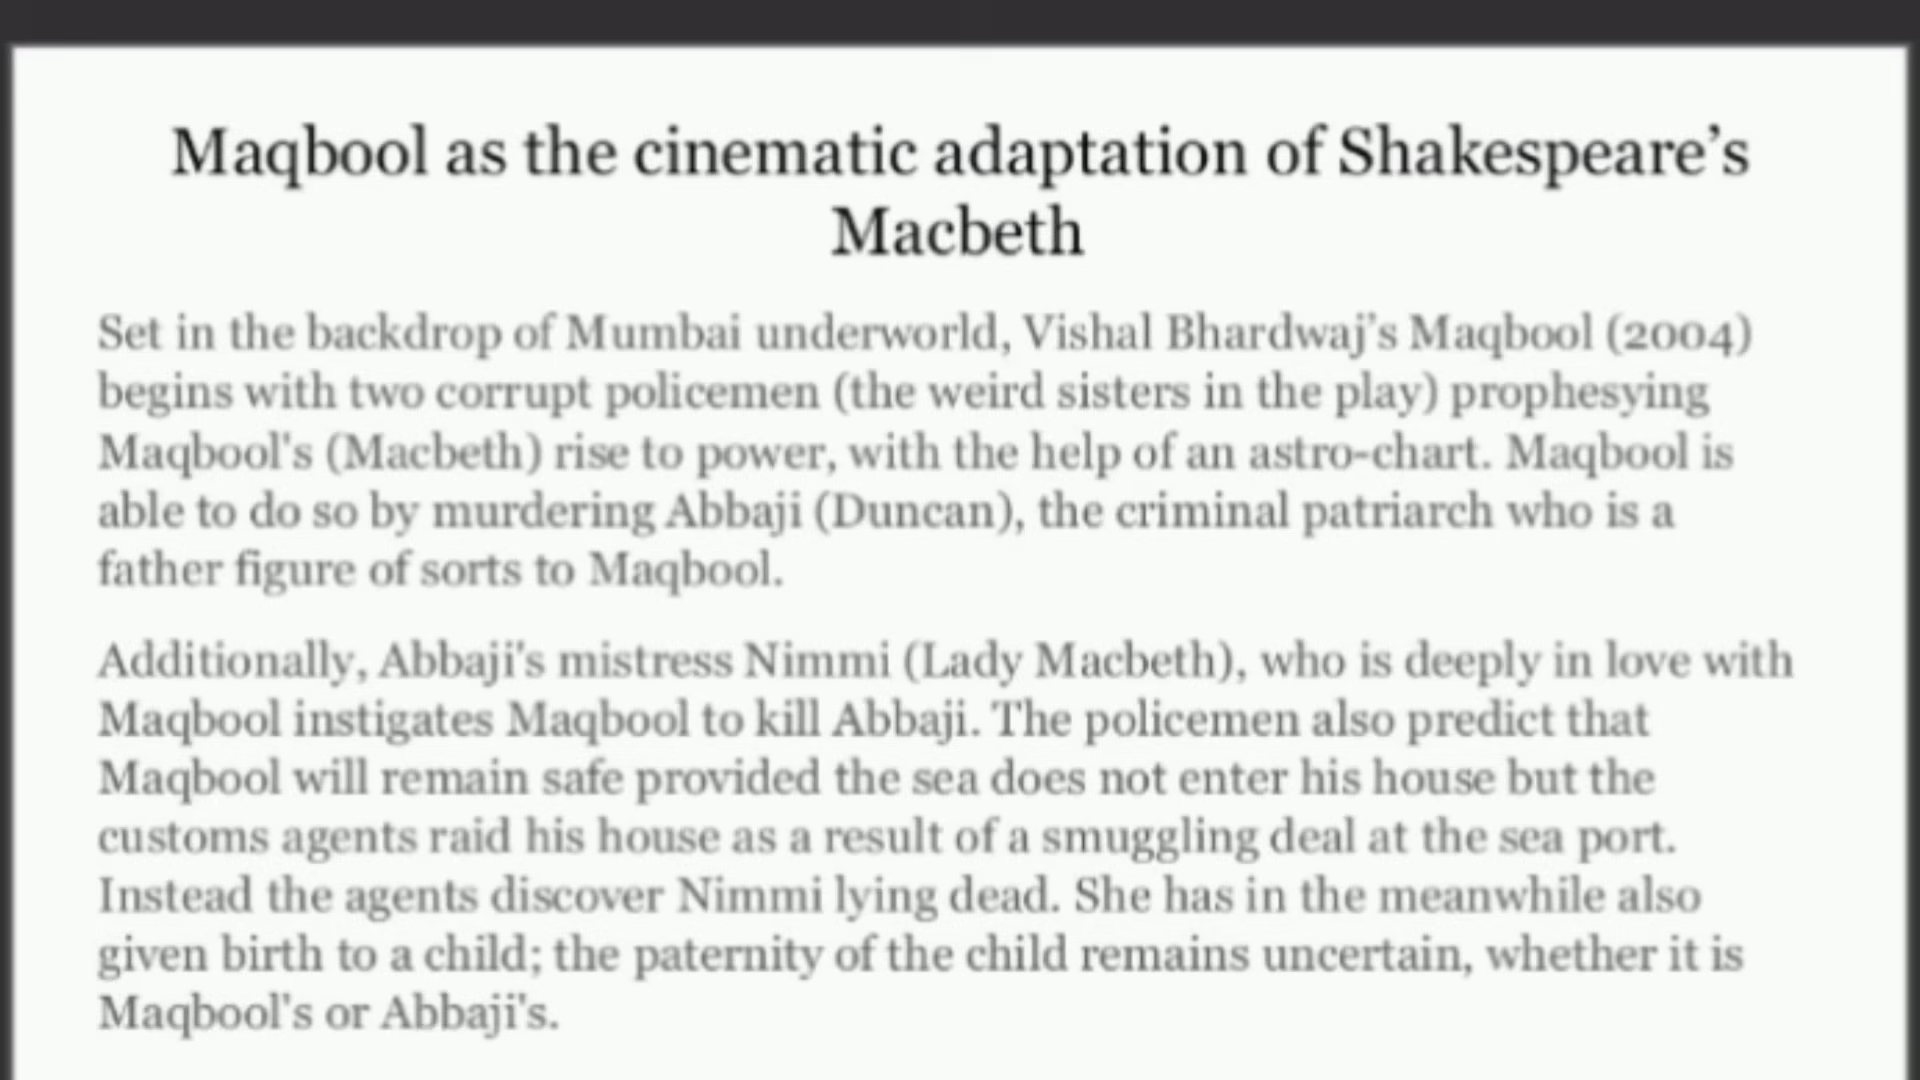 Maqbool as the cinematic adaptation of Shakespeare’s
Macbeth
Set in the backdrop of Mumbai underworld, Vishal Bhardwaj’s Maqbool (2004)
begins with two corrupt policemen (the weird sisters in the play) prophesying
Maqbool's (Macbeth) rise to power, with the help of an astro-chart. Maqbool is
able to do so by murdering Abbaji (Duncan), the criminal patriarch who is a
father figure of sorts to Maqbool.
Additionally, Abbaji's mistress Nimmi (Lady Macbeth), who is deeply in love with
Maqbool instigates Maqbool to kill Abbaji. The policemen also predict that
Maqbool will remain safe provided the sea does not enter his house but the
customs agents raid his house as a result of a smuggling deal at the sea port.
Instead the agents discover Nimmi lying dead. She has in the meanwhile also
given birth to a child; the paternity of the child remains uncertain, whether it is
Maqbool's or Abbaji's.